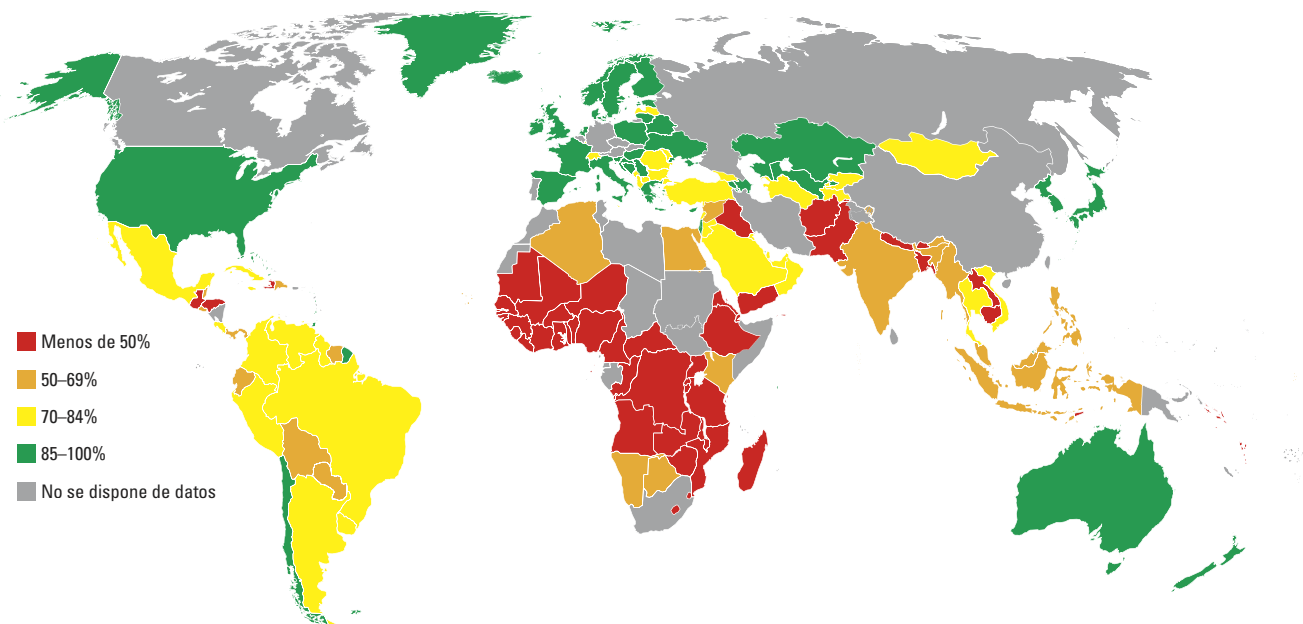 Menos de 50%
50–69%
70–84%
85–100%
No se dispone de datos